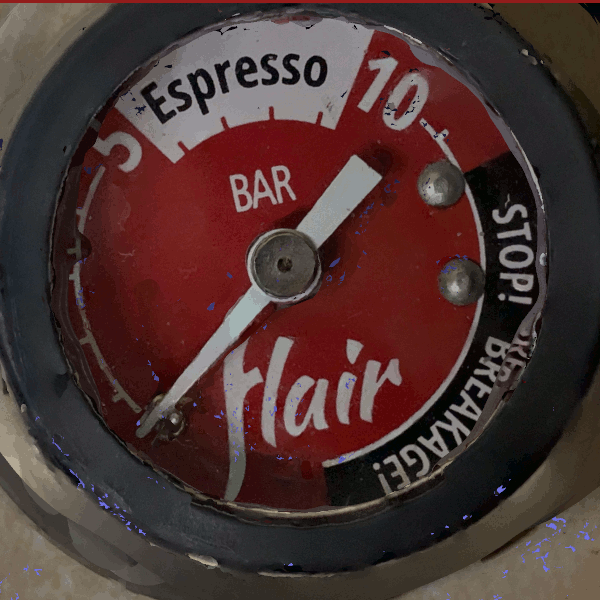 Espresso
5
10
BAR
STOP!
BREAKAGE!
flair